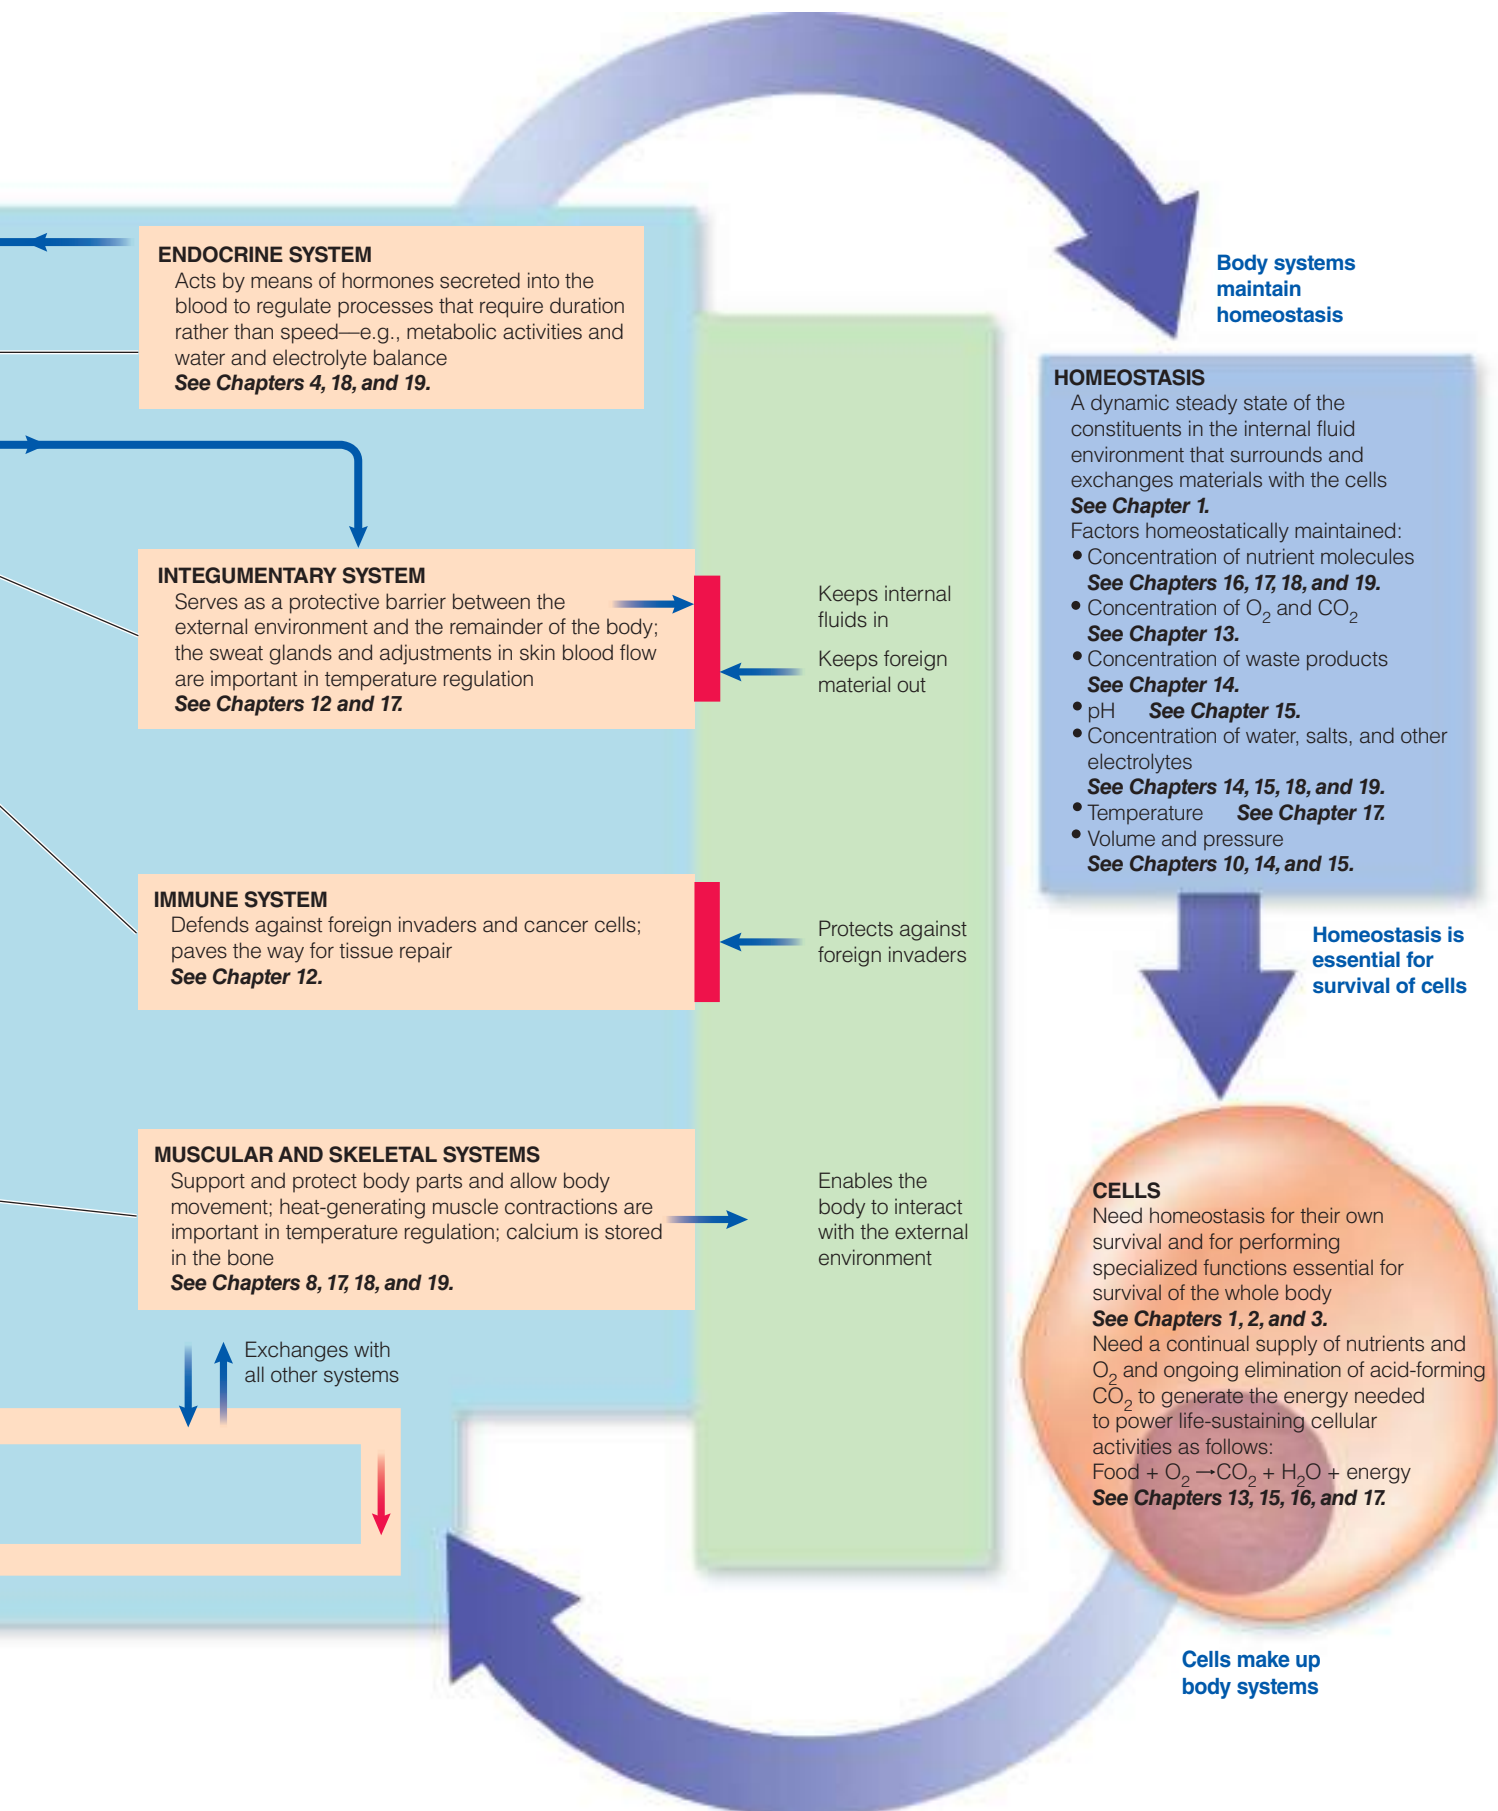 ENDOCRINE SYSTEM
Acts by means of hormones secreted into the
blood to regulate processes that require duration
rather than speed—e.g., metabolic activities and
water and electrolyte balance
See Chapters 4, 18, and 19.
INTEGUMENTARY SYSTEM
Serves as a protective barrier between the
external environment and the remainder of the body;
the sweat glands and adjustments in skin blood flow
are important in temperature regulation
See Chapters 12 and 17.
Keeps internal
fluids in
Keeps foreign
material out
IMMUNE SYSTEM
Defends against foreign invaders and cancer cells;
paves the way for tissue repair
See Chapter 12.
Protects against
foreign invaders
MUSCULAR AND SKELETAL SYSTEMS
Support and protect body parts and allow body
movement; heat-generating muscle contractions are
important in temperature regulation; calcium is stored
in the bone
See Chapters 8, 17, 18, and 19.
Enables the
body to interact
with the external
environment
Exchanges with
all other systems
Body systems
maintain
homeostasis
HOMEOSTASIS
A dynamic steady state of the
constituents in the internal fluid
environment that surrounds and
exchanges materials with the cells
See Chapter 1.
Factors homeostatically maintained:
• Concentration of nutrient molecules
See Chapters 16, 17, 18, and 19.
• Concentration of O₂ and CO₂
See Chapter 13.
• Concentration of waste products
See Chapter 14.
• pH See Chapter 15.
• Concentration of water, salts, and other
electrolytes
See Chapters 14, 15, 18, and 19.
• Temperature See Chapter 17.
• Volume and pressure
See Chapters 10, 14, and 15.
Homeostasis is
essential for
survival of cells
CELLS
Need homeostasis for their own
survival and for performing
specialized functions essential for
survival of the whole body
See Chapters 1, 2, and 3.
Need a continual supply of nutrients and
O₂ and ongoing elimination of acid-forming
CO₂ to generate the energy needed
to power life-sustaining cellular
activities as follows:
Food + O₂ → CO₂ + H₂O + energy
See Chapters 13, 15, 16, and 17.
Cells make up
body systems